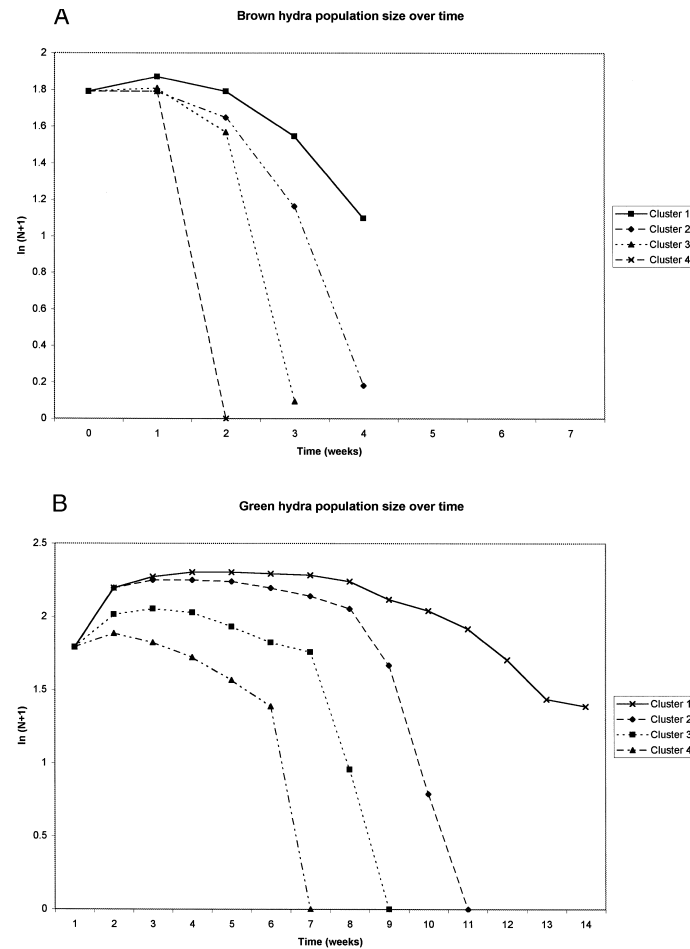 A
Brown hydra population size over time
2
1.8
1.6
1.4
1.2
1
0.8
0.6
0.4
0.2
0
ln (N+1)
0 1 2 3 4 5 6 7
Time (weeks)
Cluster 1
Cluster 2
Cluster 3
Cluster 4
B
Green hydra population size over time
2.5
2
1.5
1
0.5
0
ln (N+1)
1 2 3 4 5 6 7 8 9 10 11 12 13 14
Time (weeks)
Cluster 1
Cluster 2
Cluster 3
Cluster 4